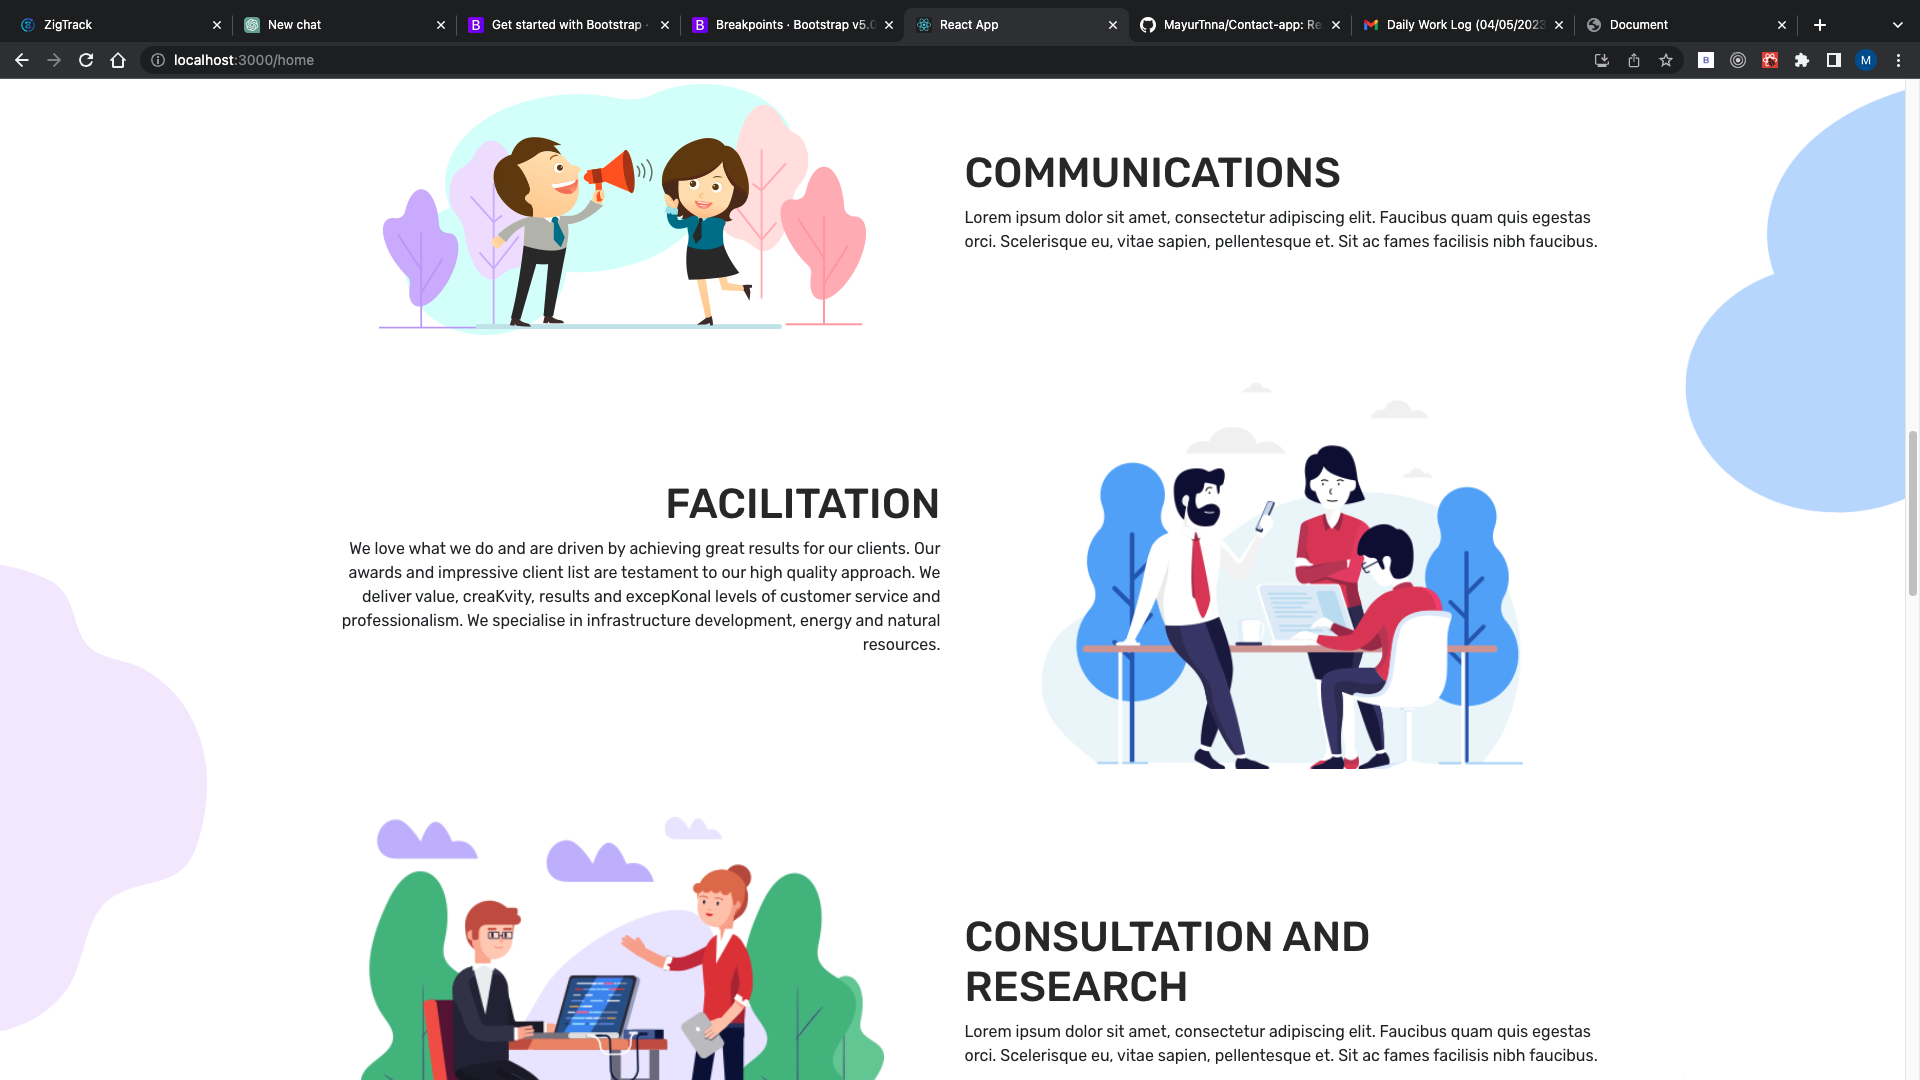 ZigTrack
New chat
Get started with Bootstrap ·
Breakpoints · Bootstrap v5.0
React App
MayurTnna/Contact-app: Re
Daily Work Log (04/05/2023
Document
localhost:3000/home
B
M
COMMUNICATIONS
Lorem ipsum dolor sit amet, consectetur adipiscing elit. Faucibus quam quis egestas
orci. Scelerisque eu, vitae sapien, pellentesque et. Sit ac fames facilisis nibh faucibus.
FACILITATION
We love what we do and are driven by achieving great results for our clients. Our
awards and impressive client list are testament to our high quality approach. We
deliver value, creaKvity, results and excepKonal levels of customer service and
professionalism. We specialise in infrastructure development, energy and natural
resources.
CONSULTATION AND
RESEARCH
Lorem ipsum dolor sit amet, consectetur adipiscing elit. Faucibus quam quis egestas
orci. Scelerisque eu, vitae sapien, pellentesque et. Sit ac fames facilisis nibh faucibus.